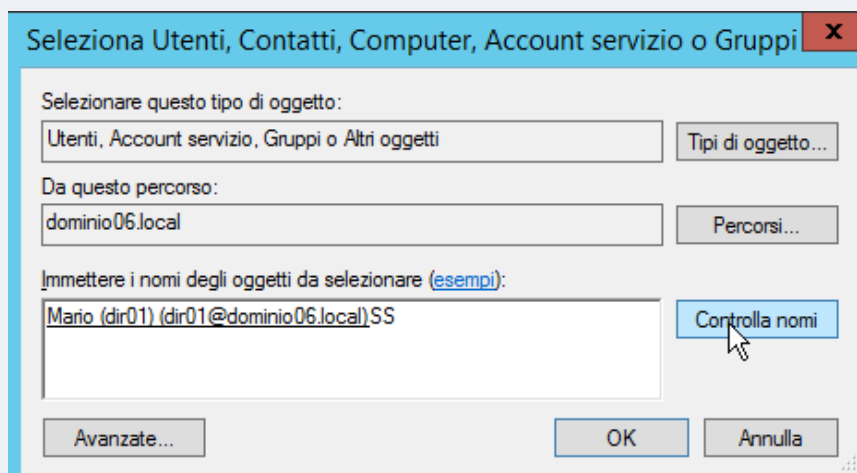 Seleziona Utenti, Contatti, Computer, Account servizio o Gruppi
x
Selezionare questo tipo di oggetto:
Utenti, Account servizio, Gruppi o Altri oggetti
Tipi di oggetto...
Da questo percorso:
dominio06.local
Percorsi...
Immettere i nomi degli oggetti da selezionare (esempi):
Mario (dir01) (dir01@dominio06.local)SS
Controlla nomi
Avanzate...
OK
Annulla